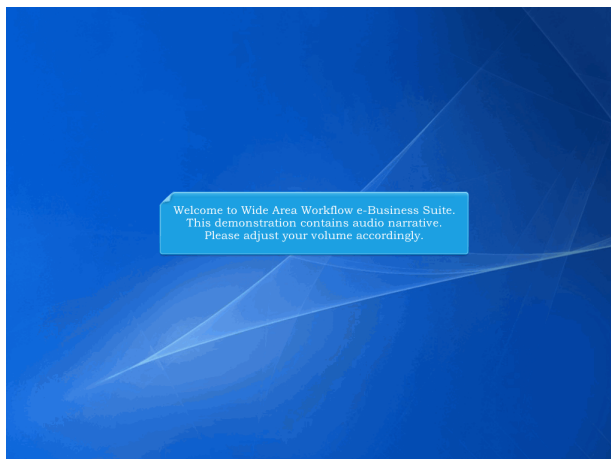 Welcome to Wide Area Workflow e-Business Suite.
This demonstration contains audio narrative.
Please adjust your volume accordingly.